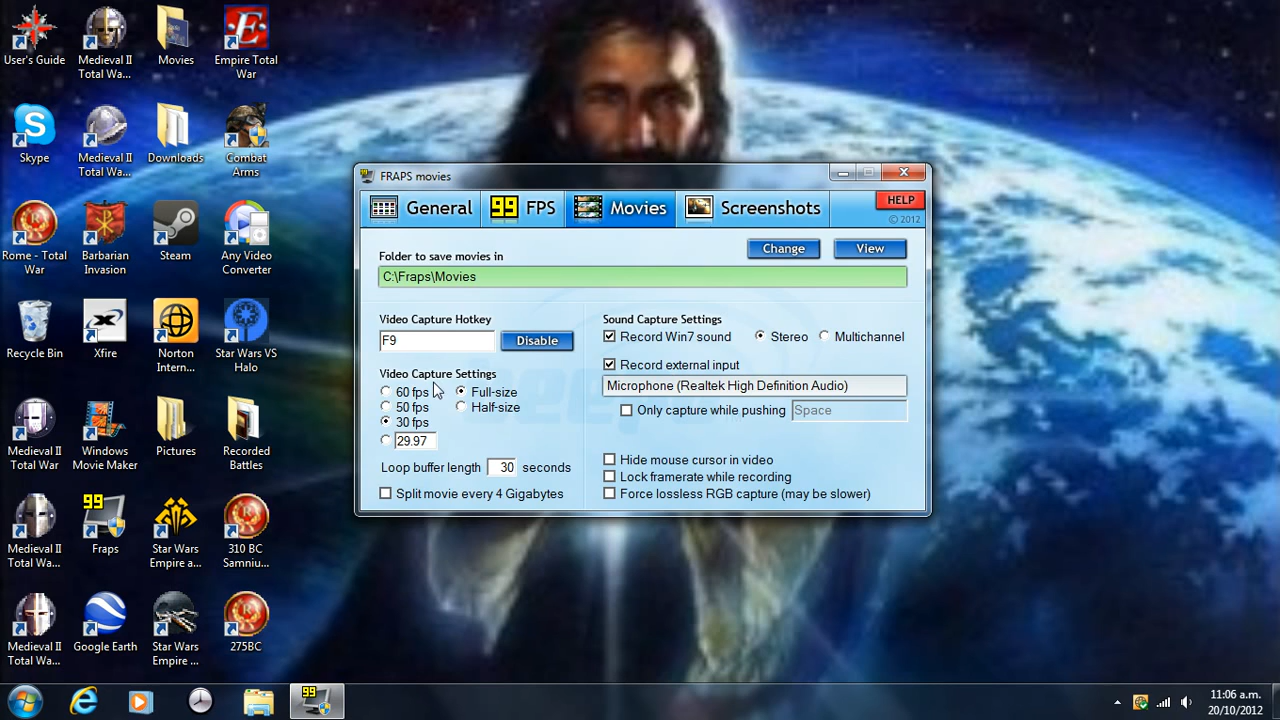 User's Guide
Medieval II
Total Wa...
Movies
Empire Total
War
Skype
Medieval II
Total Wa...
Downloads
Combat
Arms
Rome - Total
War
Barbarian
Invasion
Steam
Any Video
Converter
Recycle Bin
Xfire
Norton
Intern...
Star Wars VS
Halo
Medieval II
Total War
Windows
Movie Maker
Pictures
Recorded
Battles
Medieval II
Total Wa...
99
Fraps
Star Wars
Empire a...
310 BC
Samniu...
Medieval II
Total Wa...
Google Earth
Star Wars
Empire ...
275BC
FRAPS movies
General
99 FPS
Movies
Screenshots
HELP
© 2012
Folder to save movies in
Change
View
C:\Fraps\Movies
Video Capture Hotkey
F9
Disable
Video Capture Settings
60 fps
Full-size
50 fps
Half-size
30 fps
29.97
Loop buffer length 30 seconds
Split movie every 4 Gigabytes
Sound Capture Settings
Record Win7 sound
Stereo
Multichannel
Record external input
Microphone (Realtek High Definition Audio)
Only capture while pushing Space
Hide mouse cursor in video
Lock framerate while recording
Force lossless RGB capture (may be slower)
99
11:06 a.m.
20/10/2012